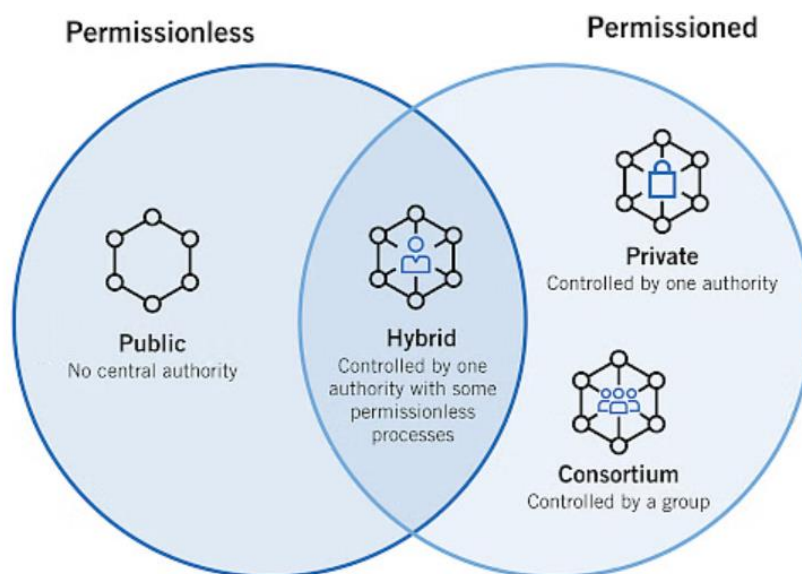 Permissionless
Permissioned
Public
No central authority
Hybrid
Controlled by one
authority with some
permissionless
processes
Private
Controlled by one authority
Consortium
Controlled by a group